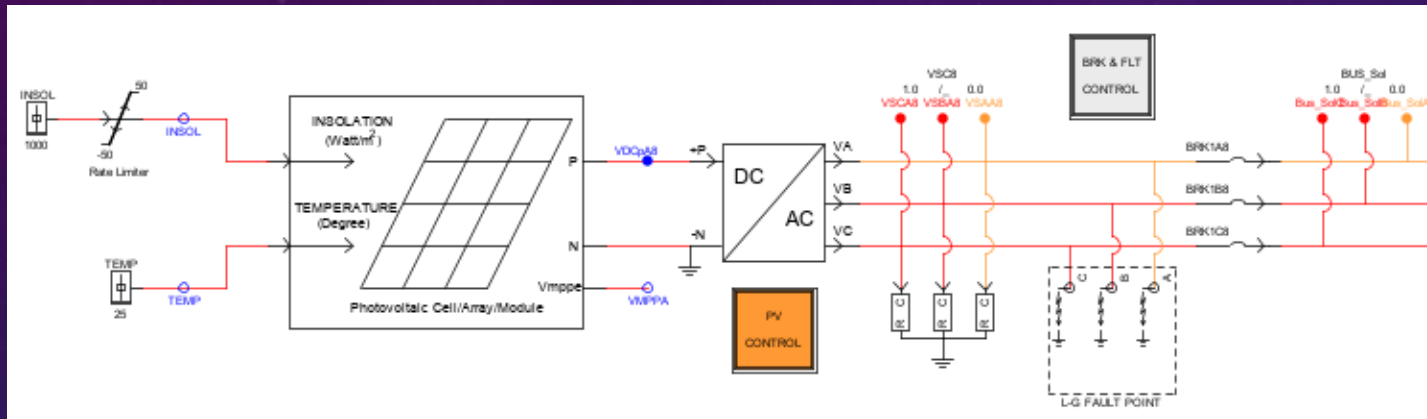 INSOL
1000
50
-50
Rate Limiter
INSOL
TEMP
25
TEMP
INSOLATION
(Watt/m²)
TEMPERATURE
(Degree)
P
N
Vmppe
Photovoltaic Cell/Array/Module
VDCpA8
VMPPA
+P
-N
DC
AC
VA
VB
VC
PV
CONTROL
VSC8
1.0 /_ 0.0
VSCA8 VSBA8 VSAA8
R C
R C
R C
BRK & FLT
CONTROL
C
B
A
L-G FAULT POINT
BRK1A8
BRK1B8
BRK1C8
BUS_Sol
1.0 /_ 0.0